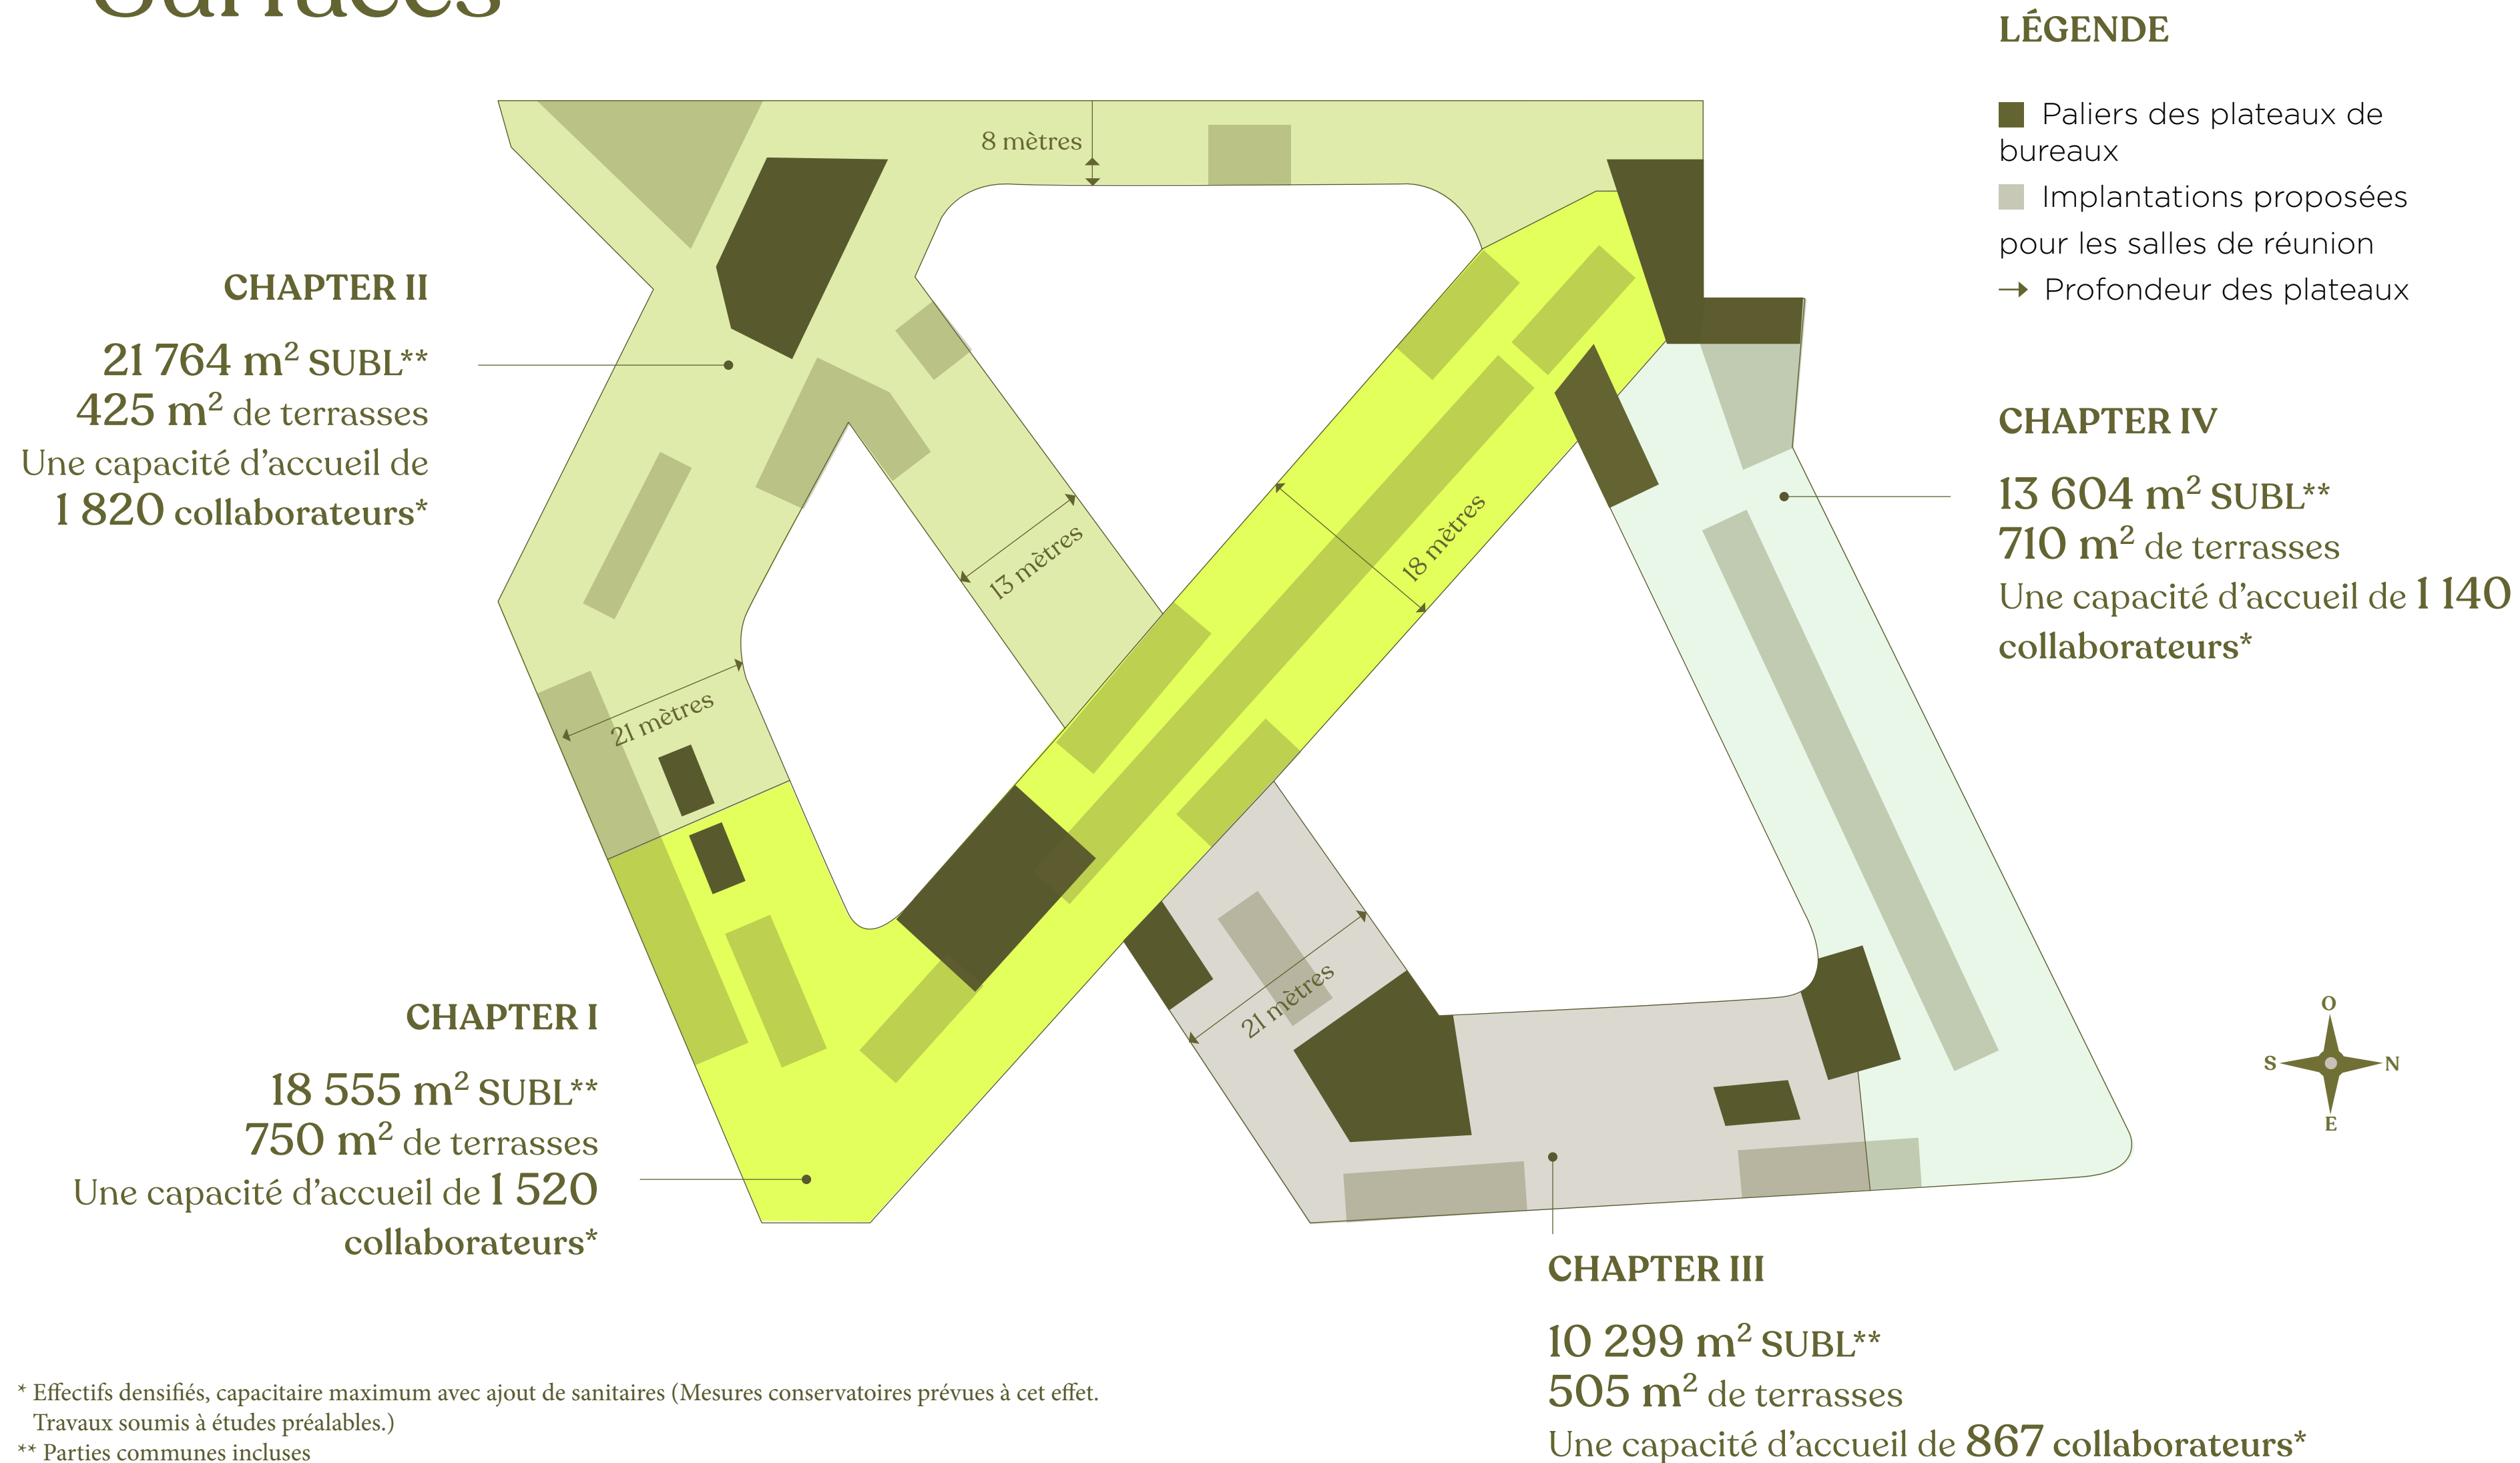 Surfaces
LÉGENDE
Paliers des plateaux de
bureaux
Implantations proposées
pour les salles de réunion
Profondeur des plateaux
8 mètres
CHAPTER II
21 764 m² SUBL**
425 m² de terrasses
Une capacité d’accueil de
1 820 collaborateurs*
CHAPTER IV
13 604 m² SUBL**
710 m² de terrasses
Une capacité d’accueil de 1 140
collaborateurs*
13 mètres
18 mètres
21 mètres
21 mètres
CHAPTER I
18 555 m² SUBL**
750 m² de terrasses
Une capacité d’accueil de 1 520
collaborateurs*
O
S
N
E
CHAPTER III
10 299 m² SUBL**
505 m² de terrasses
Une capacité d’accueil de 867 collaborateurs*
* Effectifs densifiés, capacitaire maximum avec ajout de sanitaires (Mesures conservatoires prévues à cet effet.
Travaux soumis à études préalables.)
** Parties communes incluses